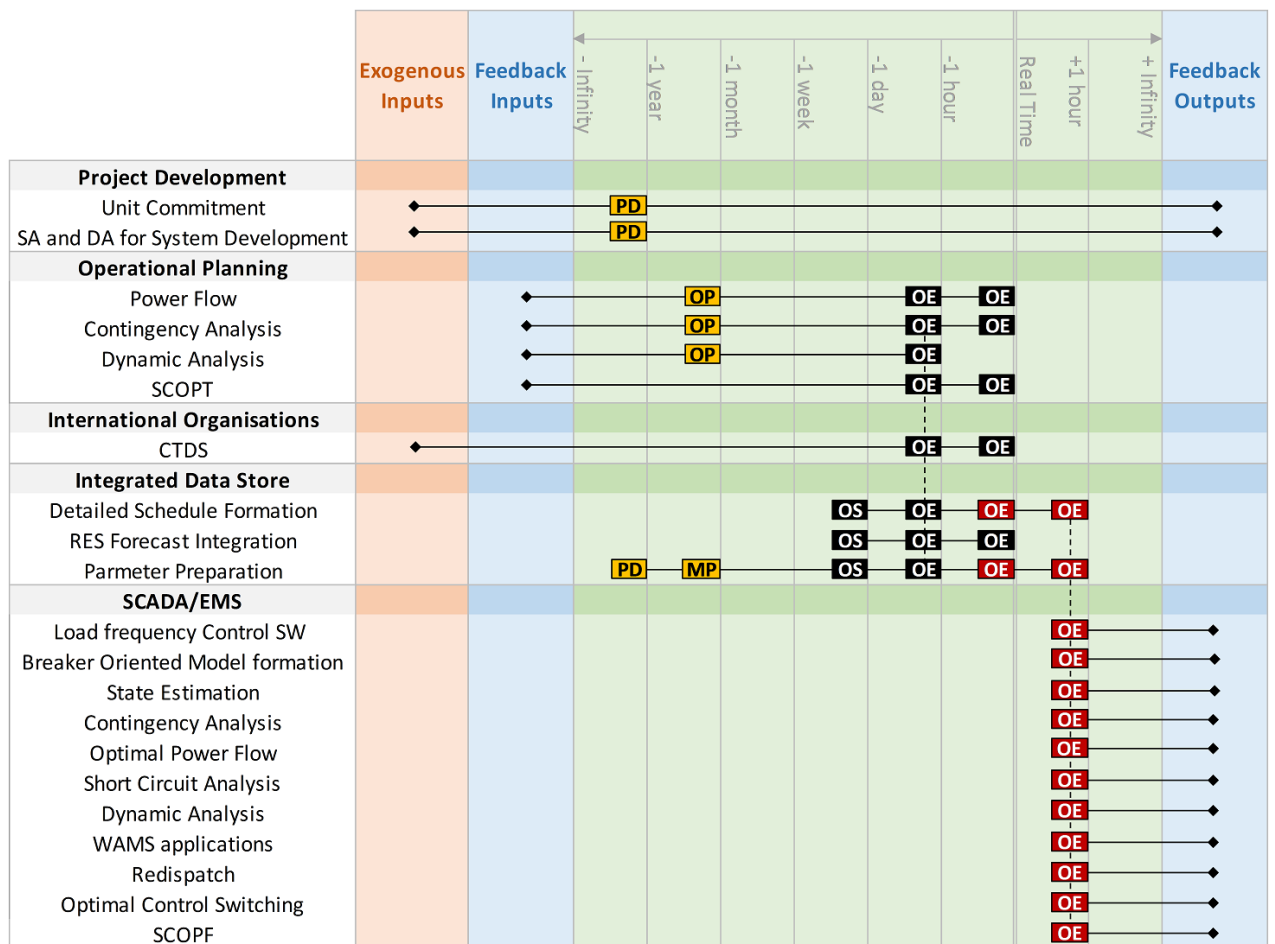 Exogenous
Inputs
Feedback
Inputs
- Infinity
-1 year
-1 month
-1 week
-1 day
-1 hour
Real Time
+1 hour
+ Infinity
Feedback
Outputs
Project Development
Unit Commitment PD
SA and DA for System Development PD
Operational Planning
Power Flow OP OE OE
Contingency Analysis OP OE OE
Dynamic Analysis OP OE
SCOPT OE OE
International Organisations
CTDS OE OE
Integrated Data Store
Detailed Schedule Formation OS OE OE OE
RES Forecast Integration OS OE OE
Parmeter Preparation PD MP OS OE OE OE
SCADA/EMS
Load frequency Control SW OE
Breaker Oriented Model formation OE
State Estimation OE
Contingency Analysis OE
Optimal Power Flow OE
Short Circuit Analysis OE
Dynamic Analysis OE
WAMS applications OE
Redispatch OE
Optimal Control Switching OE
SCOPF OE